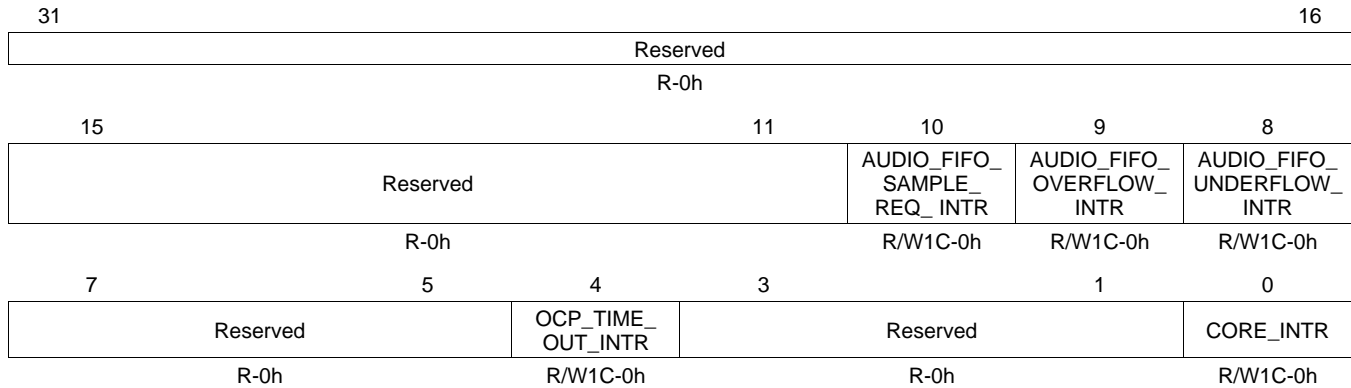 31 16
Reserved
R-0h
15 11 10 9 8
Reserved AUDIO_FIFO_ AUDIO_FIFO_ AUDIO_FIFO_
SAMPLE_ OVERFLOW_ UNDERFLOW_
REQ_ INTR INTR INTR
R-0h R/W1C-0h R/W1C-0h R/W1C-0h
7 5 4 3 1 0
Reserved OCP_TIME_ Reserved CORE_INTR
OUT_INTR
R-0h R/W1C-0h R-0h R/W1C-0h